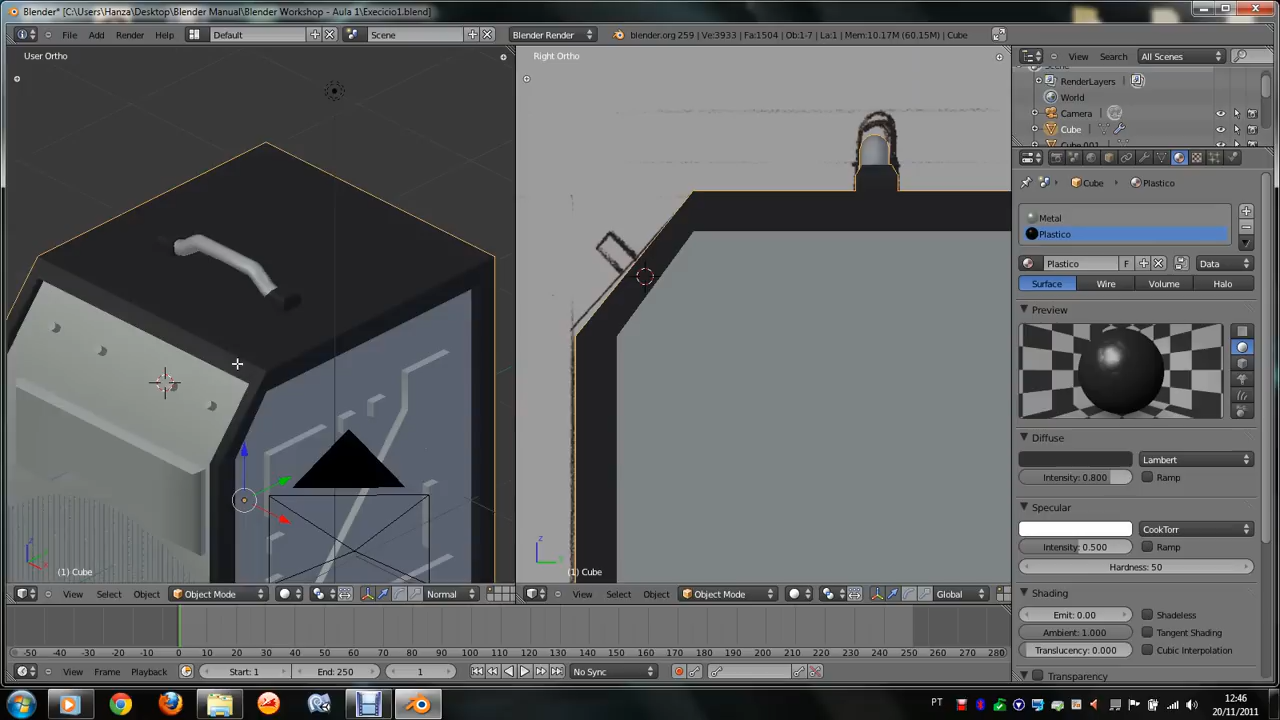 Blender* [C:\Users\Hanza\Desktop\Blender Manual\Blender Workshop - Aula 1\Execicio1.blend]
File Add Render Help Default Scene Blender Render blender.org 259 | Ve:3933 | Fa:1504 | Ob:1-7 | La:1 | Mem:10.17M (60.15M) | Cube
View Search All Scenes
User Ortho
Right Ortho
RenderLayers
World
Camera
Cube
Cube
Plastico
Metal
Plastico
Plastico F Data
Surface Wire Volume Halo
Preview
Diffuse
Lambert
Intensity: 0.800 Ramp
Specular
CookTorr
Intensity: 0.500 Ramp
Hardness: 50
Shading
Emit: 0.00 Shadeless
Ambient: 1.000 Tangent Shading
Translucency: 0.000 Cubic Interpolation
Transparency
(1) Cube
(1) Cube
View Select Object Object Mode Normal
View Select Object Object Mode Global
-50 -40 -30 -20 -10 0 10 20 30 40 50 60 70 80 90 100 110 120 130 140 150 160 170 180 190 200 210 220 230 240 250 260 270 280
View Frame Playback Start: 1 End: 250 1 No Sync
PT
12:46
20/11/2011